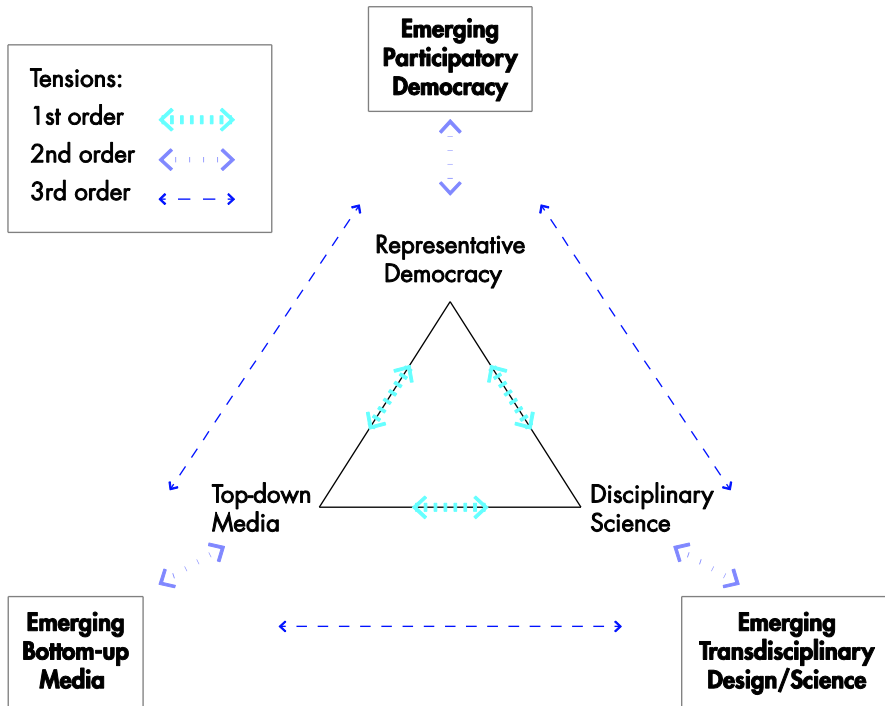 Emerging
Participatory
Democracy
Tensions:
1st order
2nd order
3rd order
Representative
Democracy
Top-down
Media
Disciplinary
Science
Emerging
Bottom-up
Media
Emerging
Transdisciplinary
Design/Science